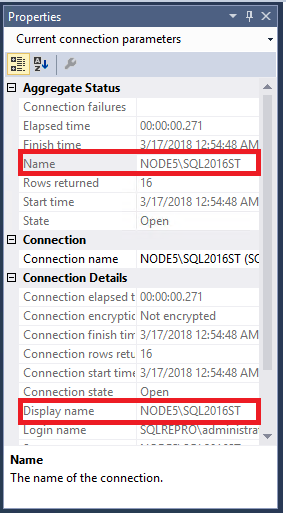 Properties
Current connection parameters
Aggregate Status
Connection failures
Elapsed time 00:00:00.271
Finish time 3/17/2018 12:54:48 AM
Name NODE5\SQL2016ST
Rows returned 16
Start time 3/17/2018 12:54:48 AM
State Open
Connection
Connection name NODE5\SQL2016ST (SQ
Connection Details
Connection elapsed t 00:00:00.271
Connection encryptic Not encrypted
Connection finish tim 3/17/2018 12:54:48 AM
Connection rows retu 16
Connection start time 3/17/2018 12:54:48 AM
Connection state Open
Display name NODE5\SQL2016ST
Login name SQLREPRO\administra
Name
The name of the connection.